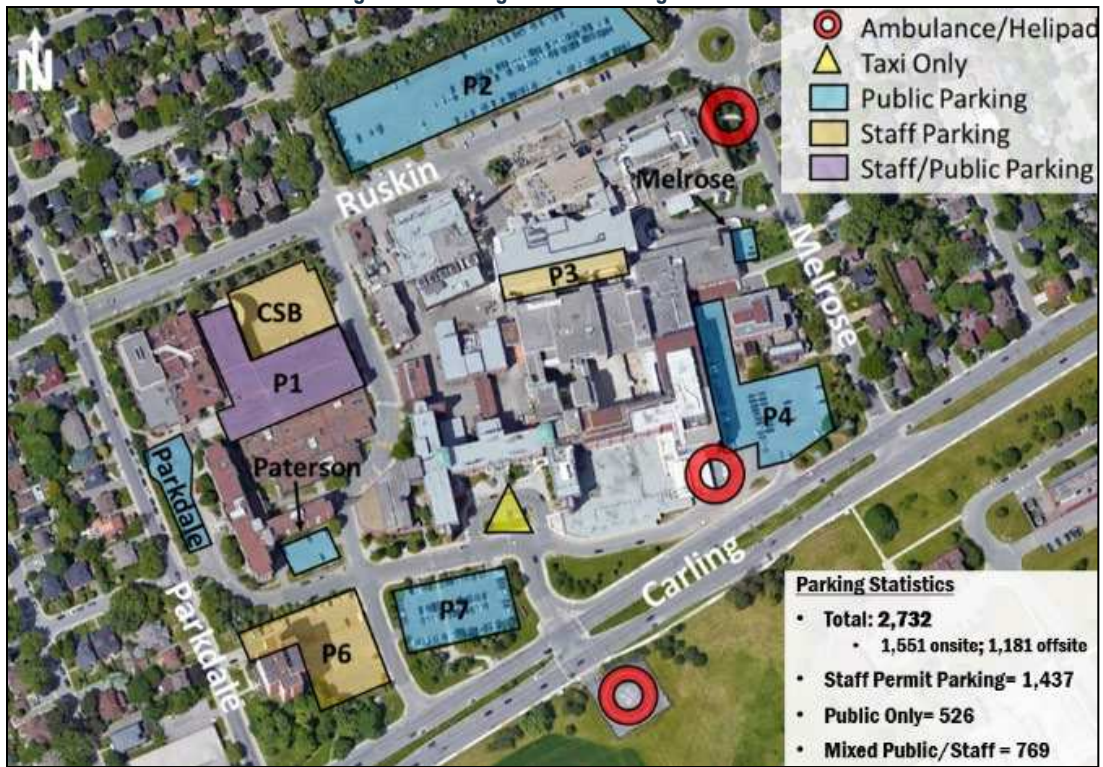 N
Ambulance/Helipad
Taxi Only
Public Parking
Staff Parking
Staff/Public Parking
P2
Ruskin
Melrose
Melrose
P3
CSB
P1
P4
Parkdale
Paterson
Carling
Parkdale
P7
P6
Parking Statistics
• Total: 2,732
• 1,551 onsite; 1,181 offsite
• Staff Permit Parking= 1,437
• Public Only= 526
• Mixed Public/Staff = 769